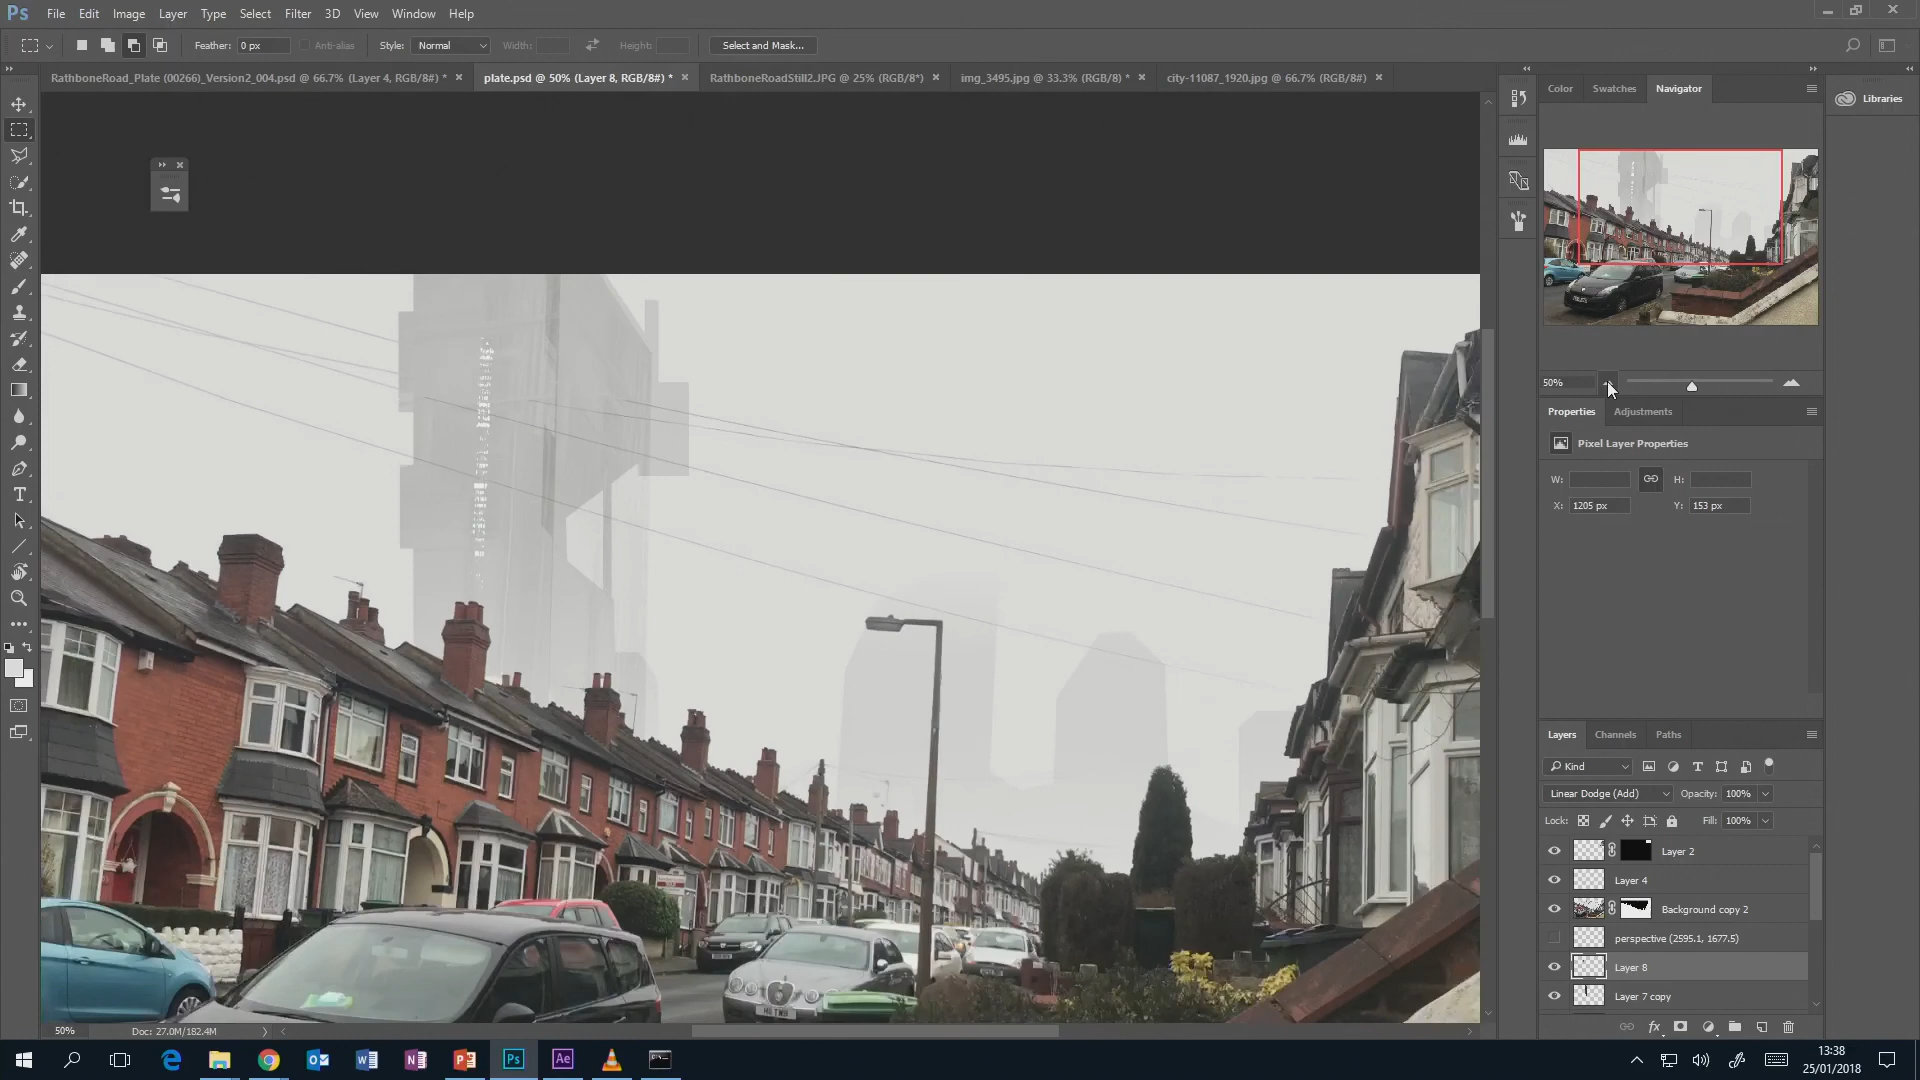 Ps File Edit Image Layer Type Select Filter 3D View Window Help
Feather: 0 px Anti-alias Style: Normal Width: Height: Select and Mask...
RathboneRoad_Plate (00266)_Version2_004.psd @ 66.7% (Layer 4, RGB/8#) * × plate.psd @ 50% (Layer 8, RGB/8#) * × RathboneRoadStill2.JPG @ 25% (RGB/8*) × img_3495.jpg @ 33.3% (RGB/8) * × city-11087_1920.jpg @ 66.7% (RGB/8#) ×
Color Swatches Navigator
Libraries
50%
Properties Adjustments
Pixel Layer Properties
W: H:
X: 1205 px Y: 153 px
Layers Channels Paths
Kind
Linear Dodge (Add) Opacity: 100%
Lock: Fill: 100%
Layer 2
Layer 4
Background copy 2
perspective (2595.1, 1677.5)
Layer 8
Layer 7 copy
fx
50% Doc: 27.0M/182.4M
Ps Ae
13:38
25/01/2018